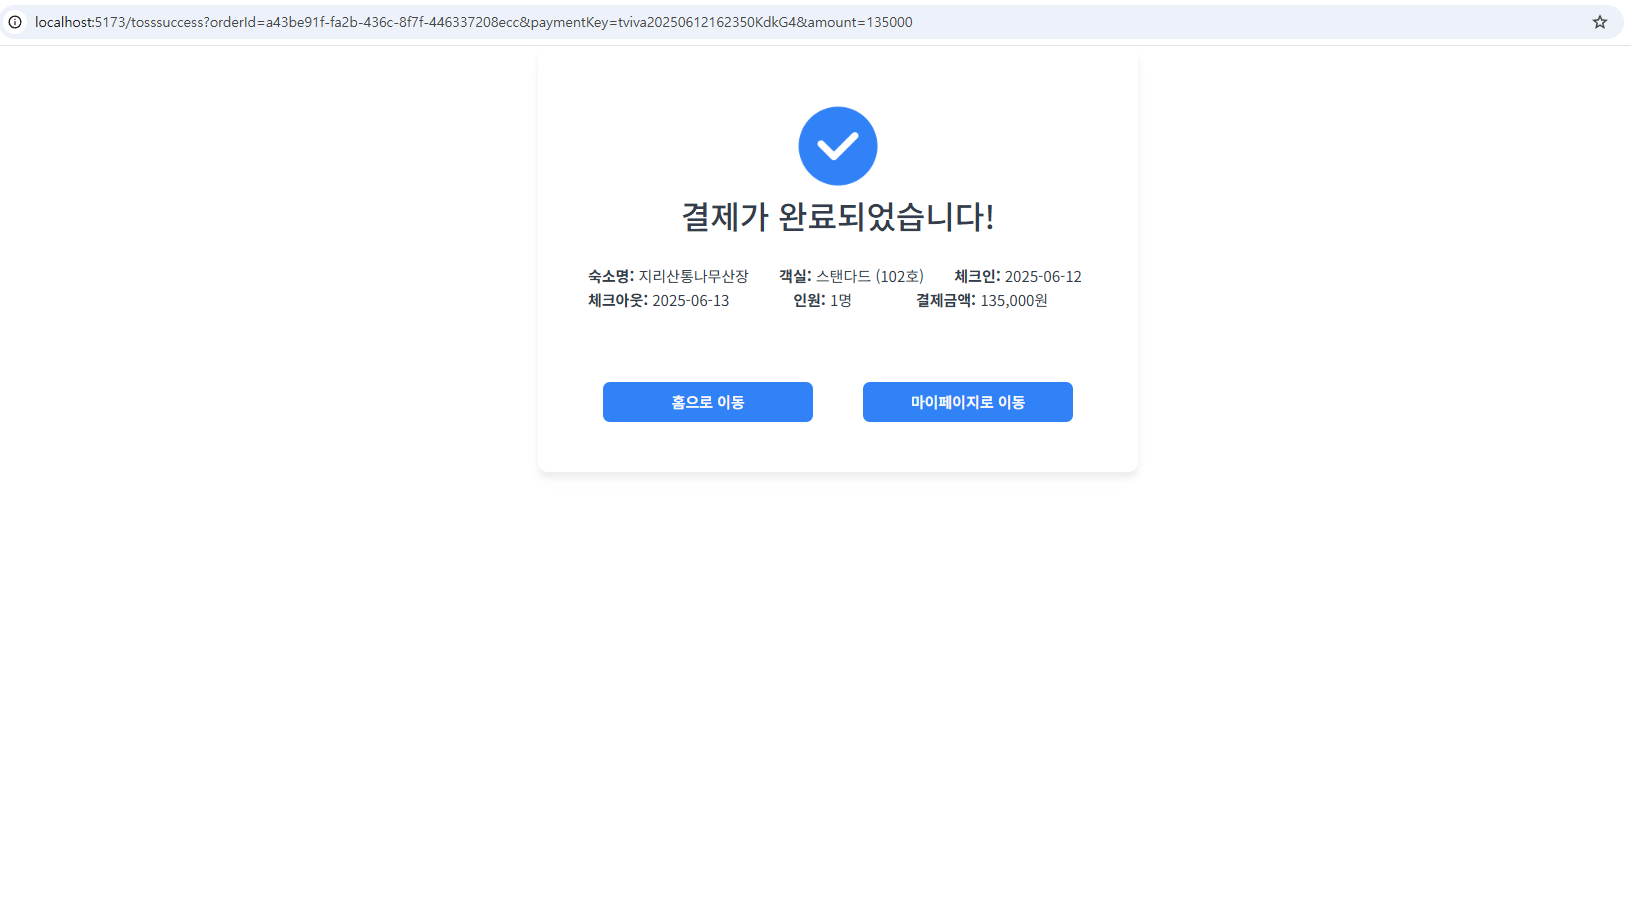 localhost:5173/tosssuccess?orderId=a43be91f-fa2b-436c-8f7f-446337208ecc&paymentKey=tviva20250612162350KdkG4&amount=135000
결제가 완료되었습니다!
숙소명: 지리산통나무산장 객실: 스탠다드 (102호) 체크인: 2025-06-12
체크아웃: 2025-06-13 인원: 1명 결제금액: 135,000원
홈으로 이동 마이페이지로 이동